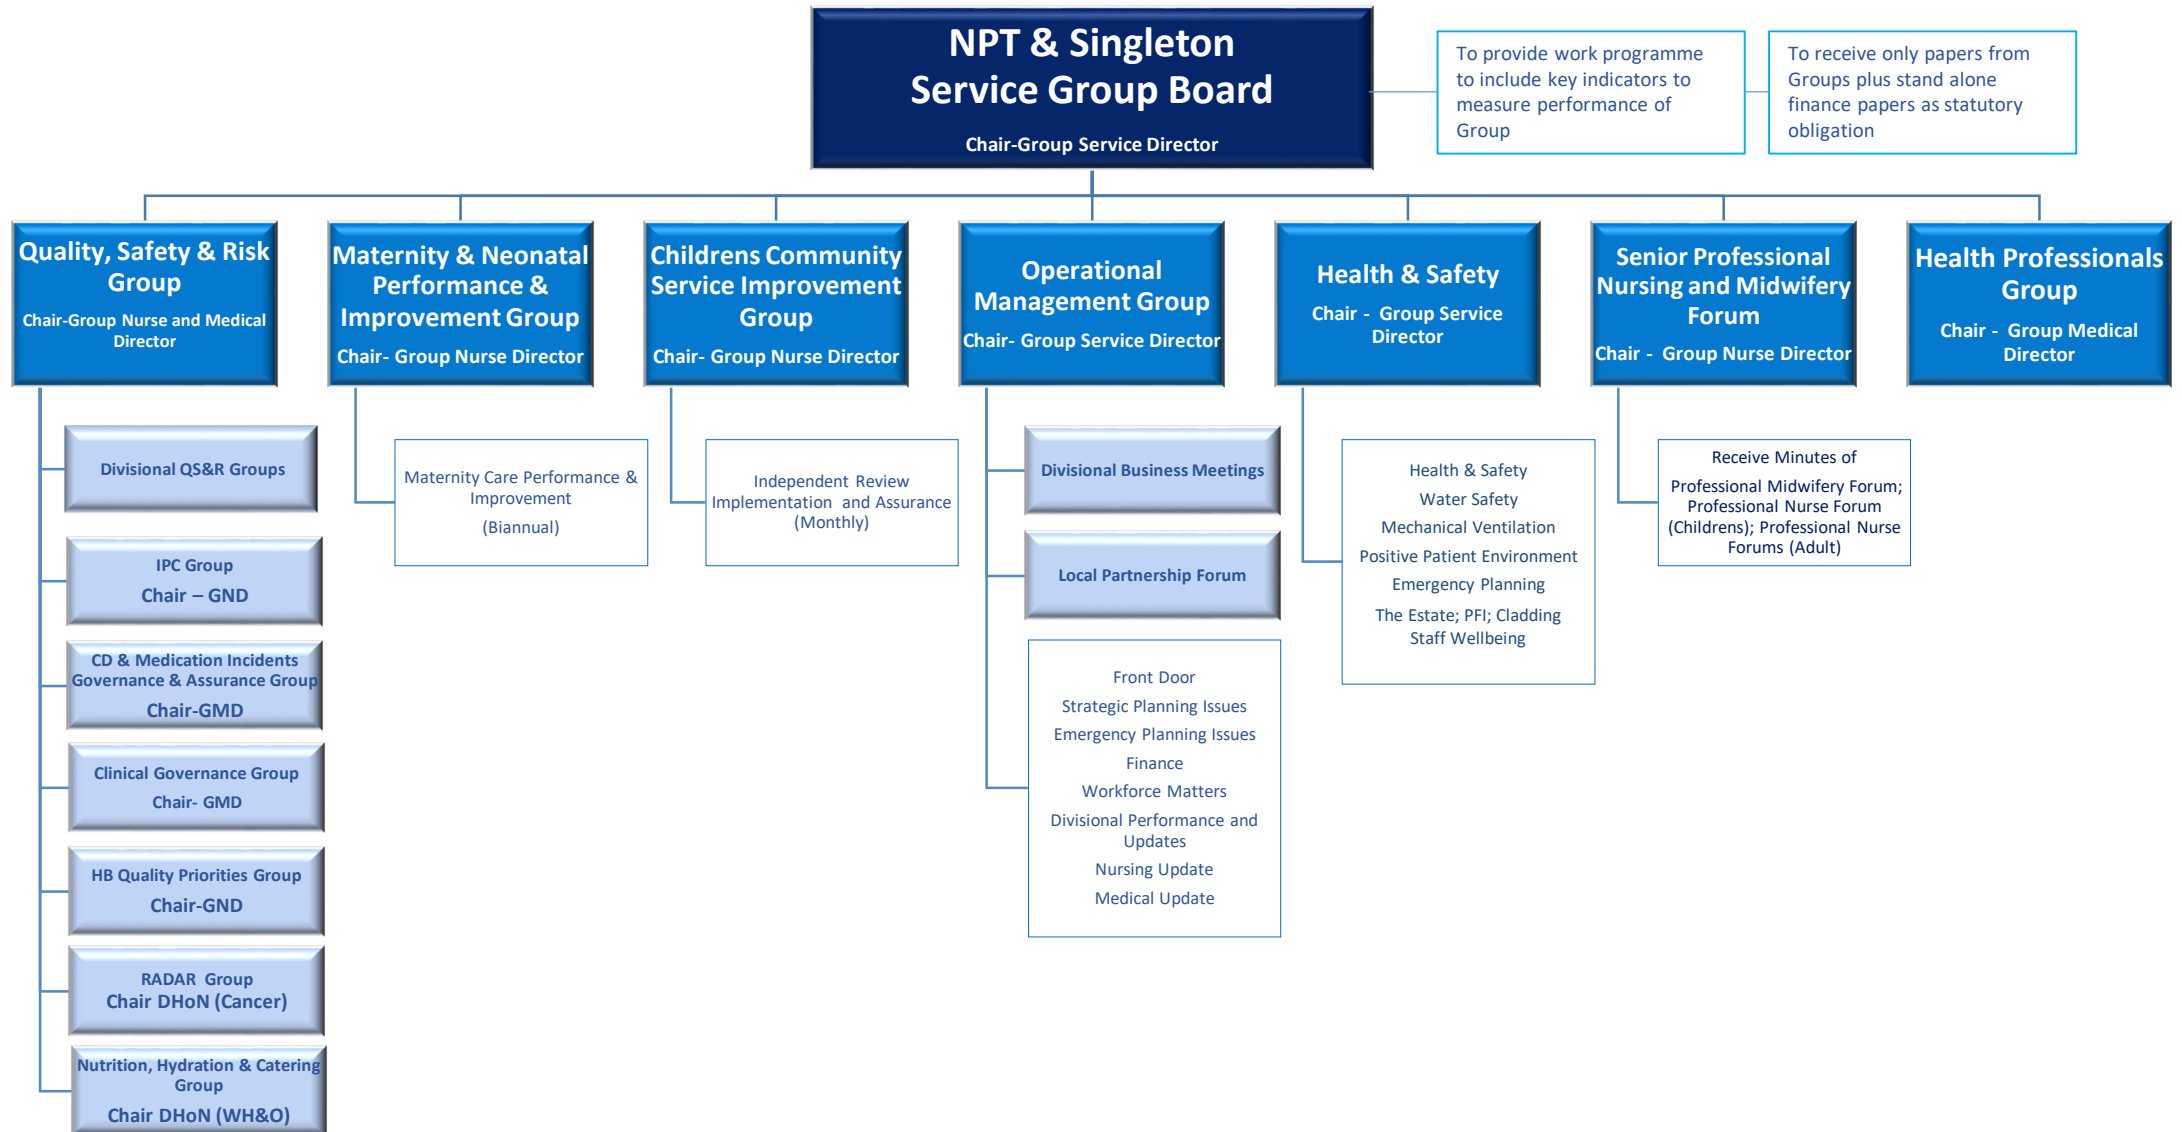 NPT & Singleton
Service Group Board
Chair-Group Service Director
To provide work programme
to include key indicators to
measure performance of
Group
To receive only papers from
Groups plus stand alone
finance papers as statutory
obligation
Quality, Safety & Risk
Group
Chair-Group Nurse and Medical
Director
Maternity & Neonatal
Performance &
Improvement Group
Chair- Group Nurse Director
Childrens Community
Service Improvement
Group
Chair- Group Nurse Director
Operational
Management Group
Chair- Group Service Director
Health & Safety
Chair - Group Service
Director
Senior Professional
Nursing and Midwifery
Forum
Chair - Group Nurse Director
Health Professionals
Group
Chair - Group Medical
Director
Divisional QS&R Groups
IPC Group
Chair – GND
CD & Medication Incidents
Governance & Assurance Group
Chair-GMD
Clinical Governance Group
Chair- GMD
HB Quality Priorities Group
Chair-GND
RADAR Group
Chair DHoN (Cancer)
Nutrition, Hydration & Catering
Group
Chair DHoN (WH&O)
Maternity Care Performance &
Improvement
(Biannual)
Independent Review
Implementation and Assurance
(Monthly)
Divisional Business Meetings
Local Partnership Forum
Front Door
Strategic Planning Issues
Emergency Planning Issues
Finance
Workforce Matters
Divisional Performance and
Updates
Nursing Update
Medical Update
Health & Safety
Water Safety
Mechanical Ventilation
Positive Patient Environment
Emergency Planning
The Estate; PFI; Cladding
Staff Wellbeing
Receive Minutes of
Professional Midwifery Forum;
Professional Nurse Forum
(Childrens); Professional Nurse
Forums (Adult)